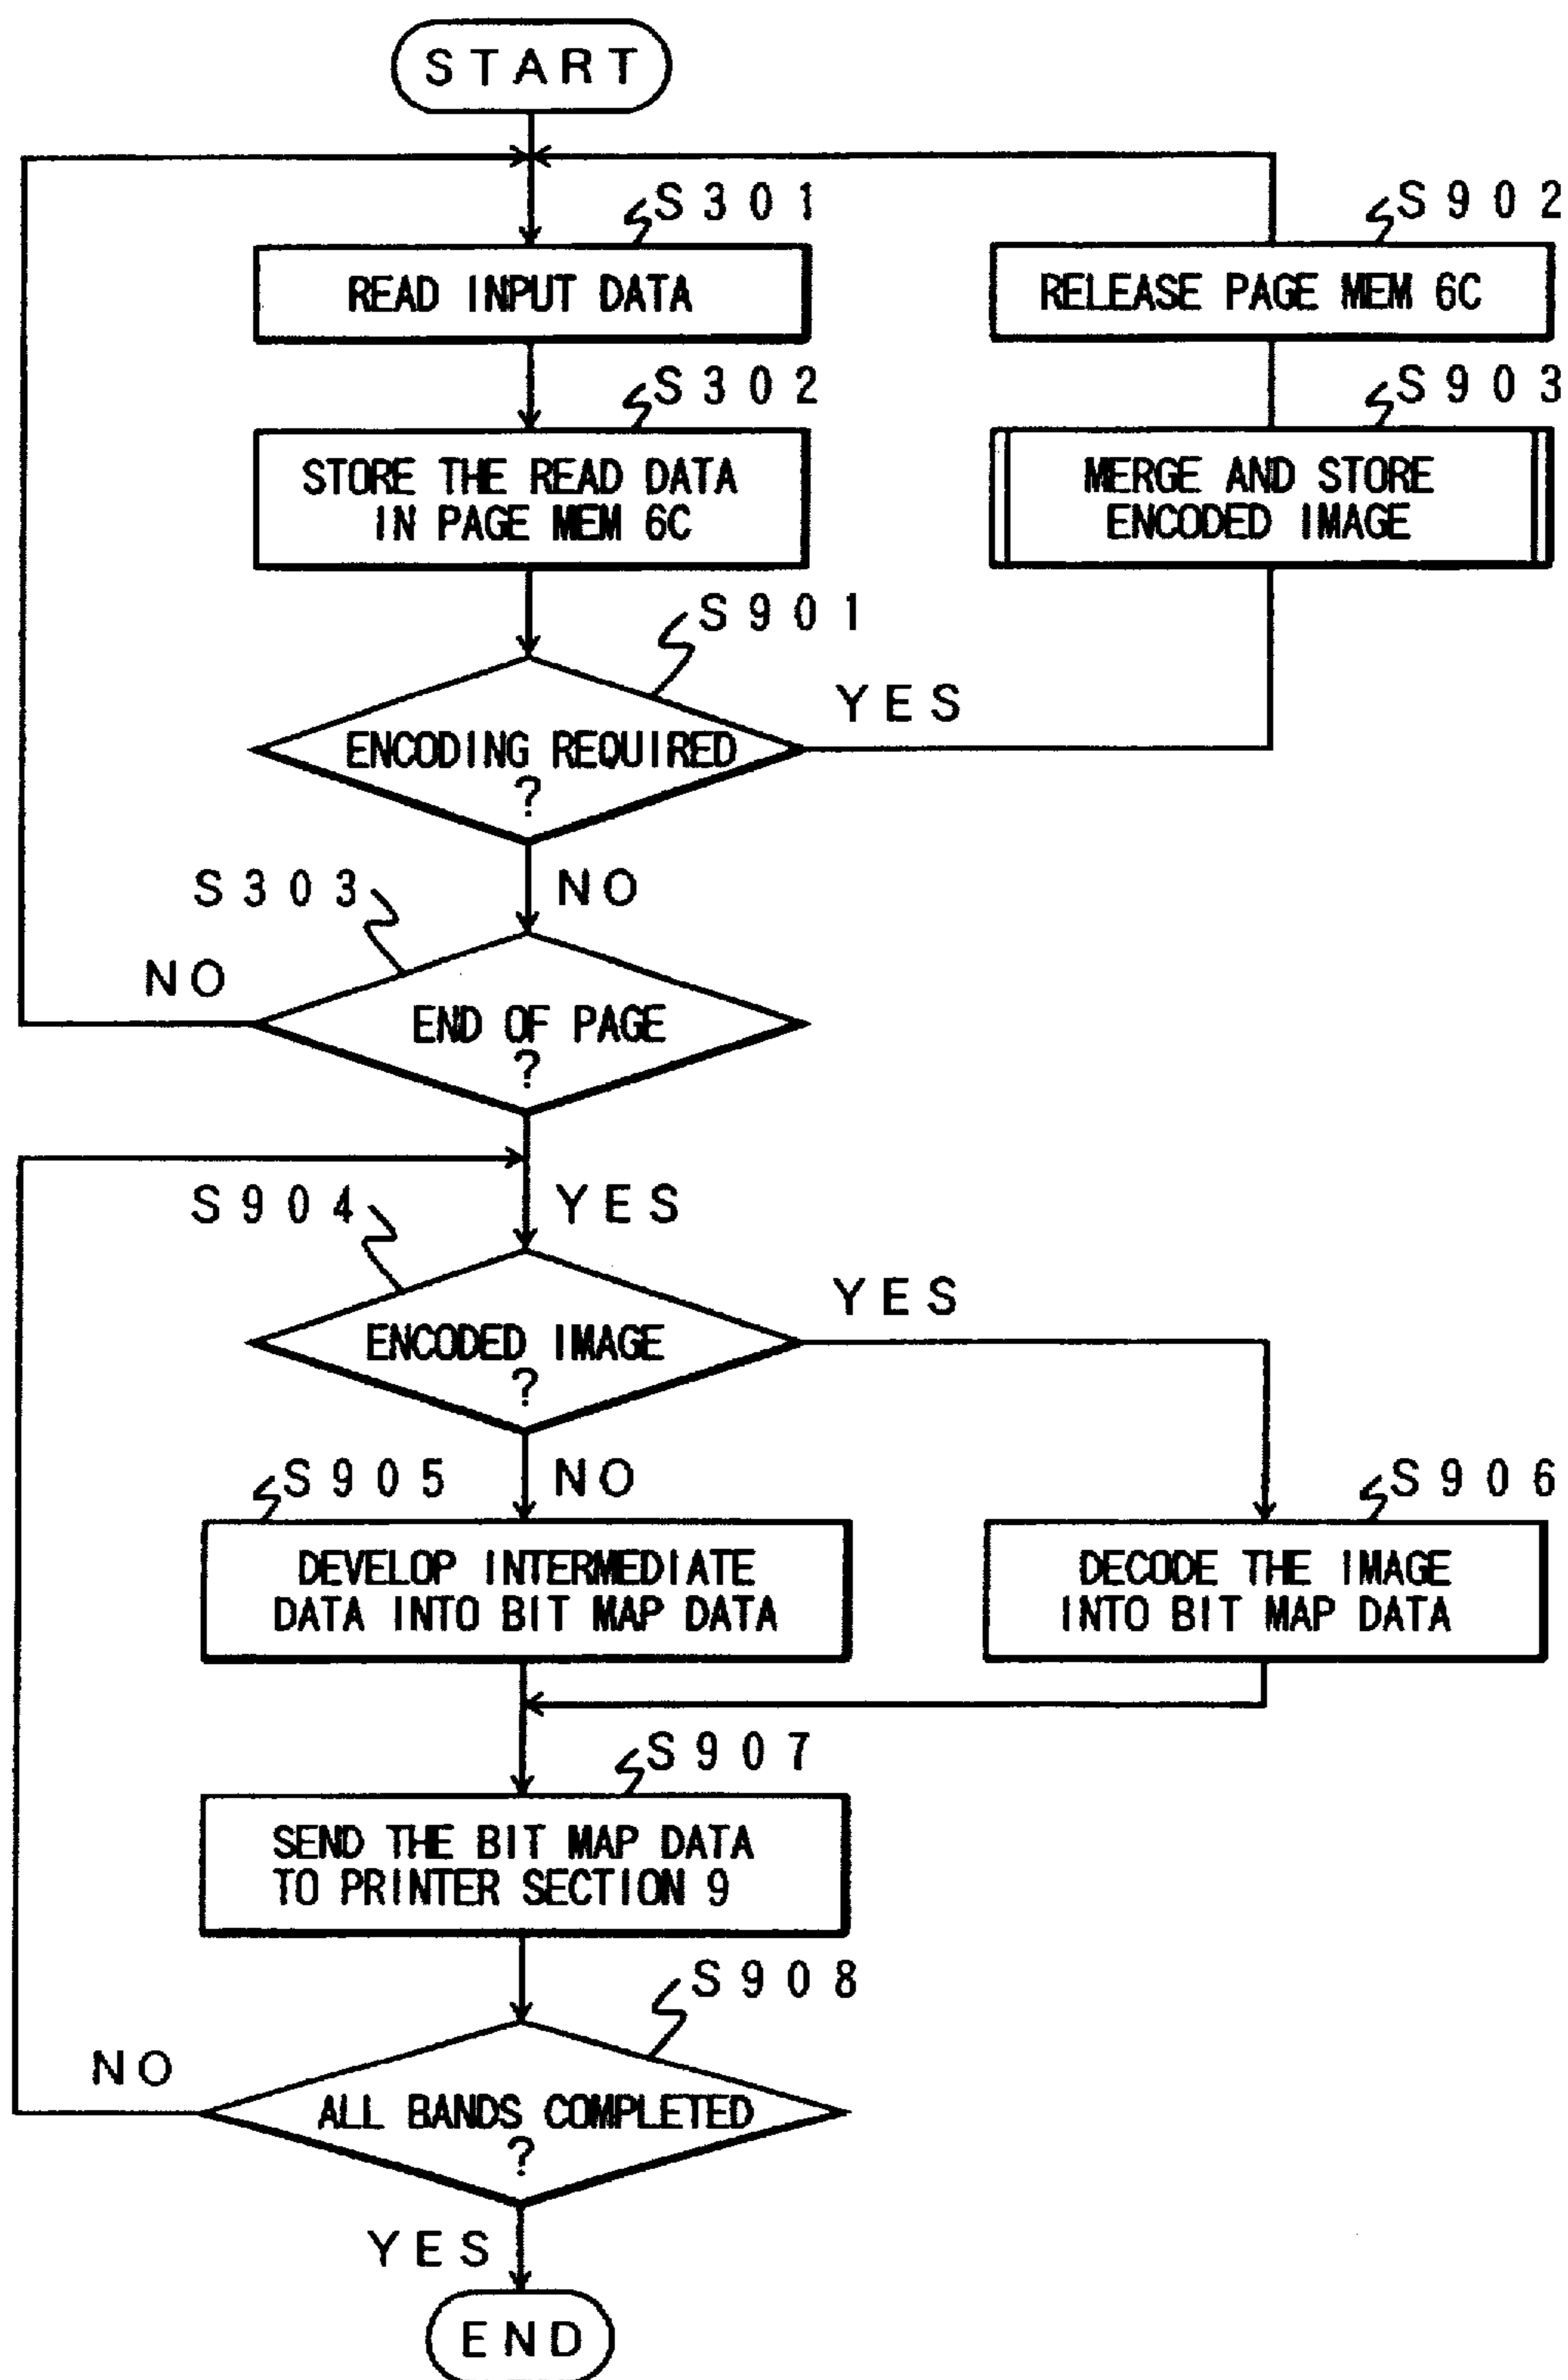 START
S301
READ INPUT DATA
S902
RELEASE PAGE MEM 6C
S302
STORE THE READ DATA
IN PAGE MEM 6C
S903
MERGE AND STORE
ENCODED IMAGE
S901
ENCODING REQUIRED
?
YES
NO
S303
END OF PAGE
?
NO
YES
S904
ENCODED IMAGE
?
YES
NO
S905
DEVELOP INTERMEDIATE
DATA INTO BIT MAP DATA
S906
DECODE THE IMAGE
INTO BIT MAP DATA
S907
SEND THE BIT MAP DATA
TO PRINTER SECTION 9
S908
ALL BANDS COMPLETED
?
NO
YES
END